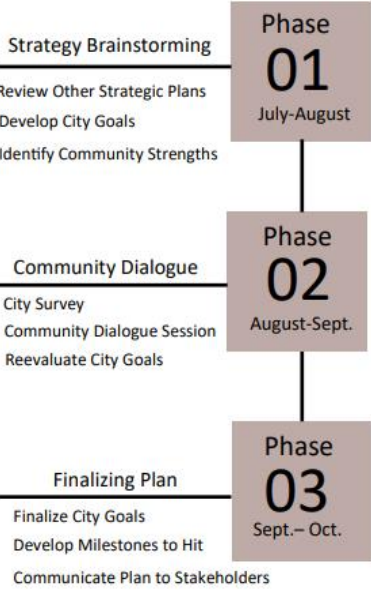 Phase
01
July-August
Strategy Brainstorming
Review Other Strategic Plans
Develop City Goals
Identify Community Strengths
Phase
02
August-Sept.
Community Dialogue
City Survey
Community Dialogue Session
Reevaluate City Goals
Phase
03
Sept.– Oct.
Finalizing Plan
Finalize City Goals
Develop Milestones to Hit
Communicate Plan to Stakeholders